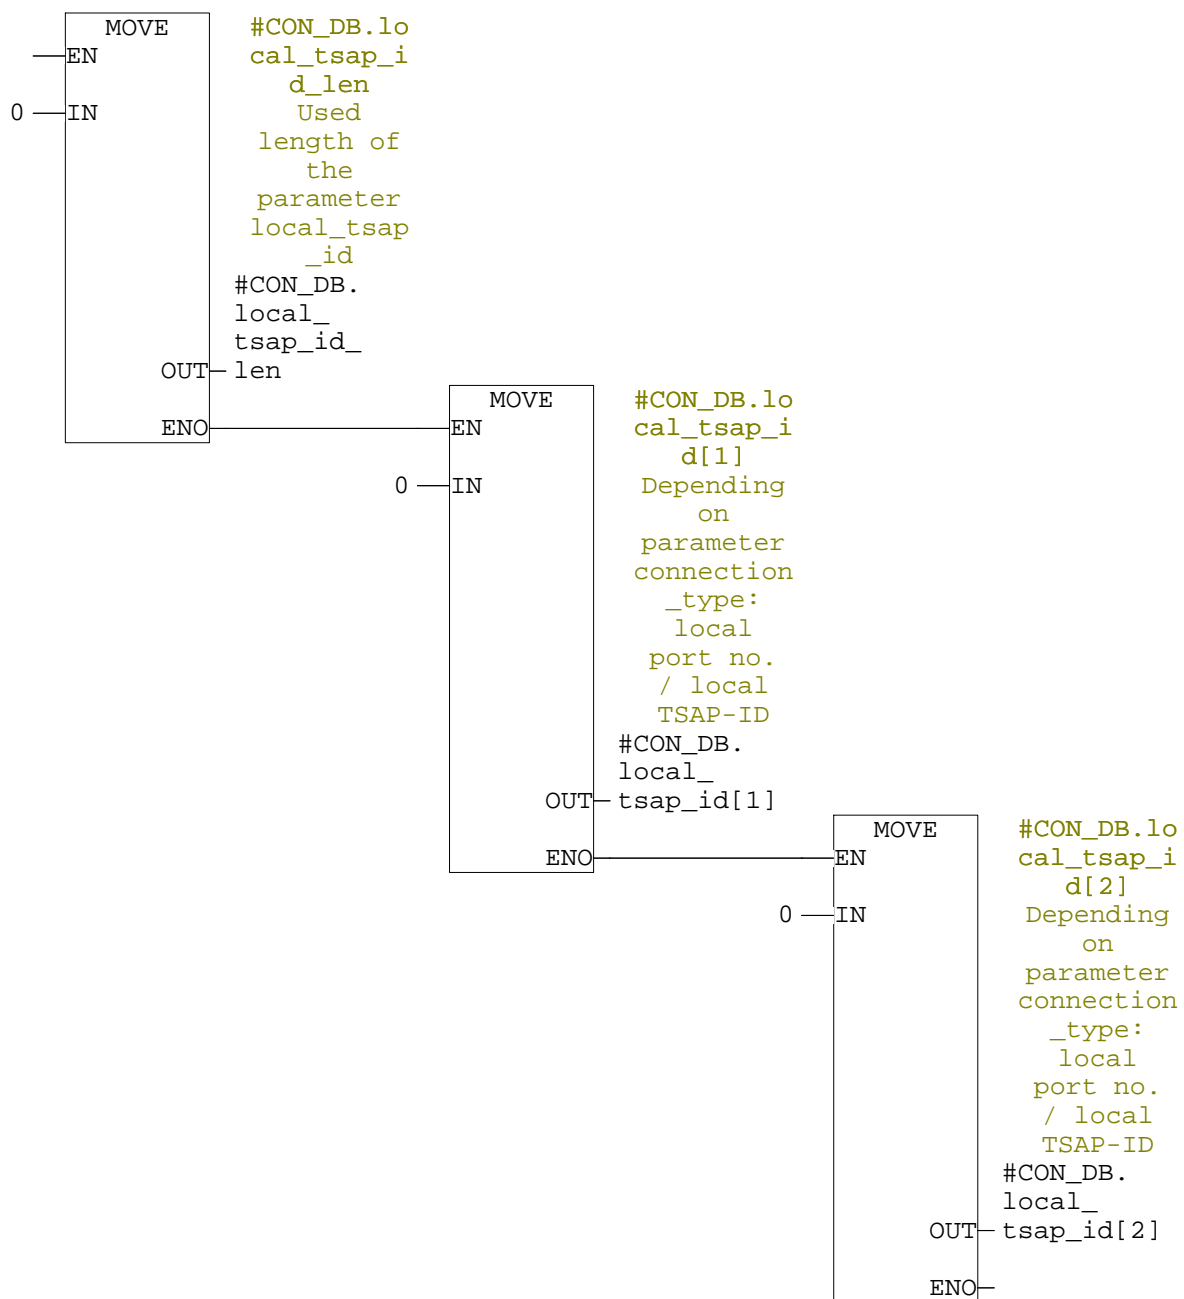 MOVE
EN
0
IN
#CON_DB.lo
cal_tsap_i
d_len
Used
length of
the
parameter
local_tsap
_id
#CON_DB.
local_
tsap_id_
OUT len
ENO
MOVE
EN
0
IN
#CON_DB.lo
cal_tsap_i
d[1]
Depending
on
parameter
connection
_type:
local
port no.
/ local
TSAP-ID
#CON_DB.
local_
OUT tsap_id[1]
ENO
MOVE
EN
0
IN
#CON_DB.lo
cal_tsap_i
d[2]
Depending
on
parameter
connection
_type:
local
port no.
/ local
TSAP-ID
#CON_DB.
local_
OUT tsap_id[2]
ENO